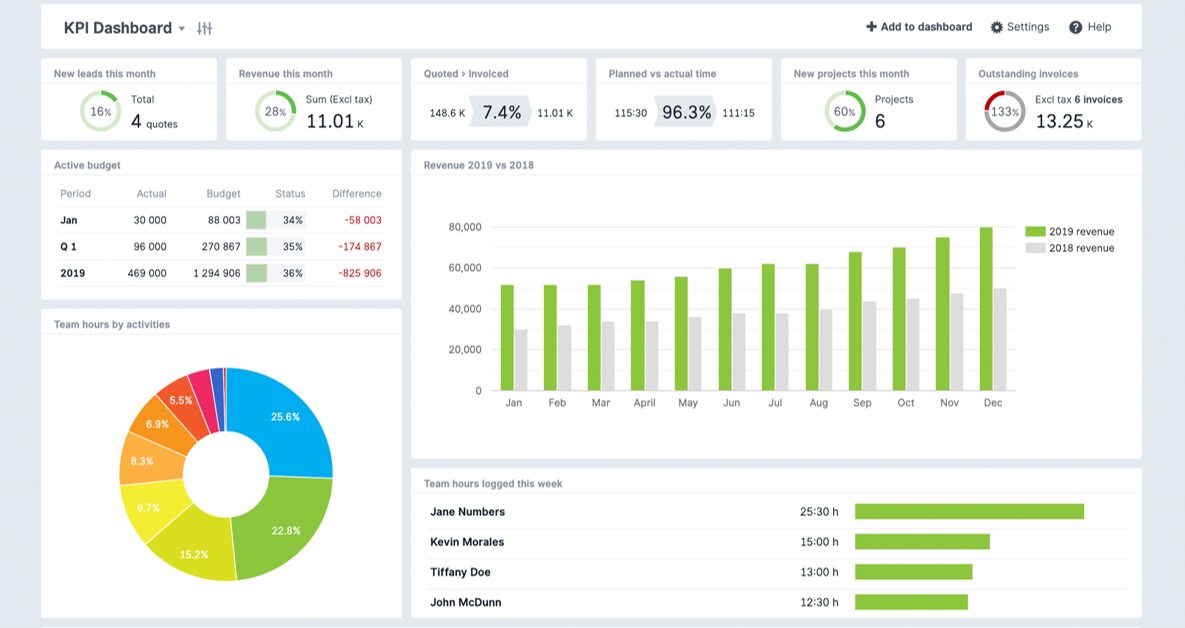 KPI Dashboard
Add to dashboard
Settings
Help
New leads this month
16%
Total
4 quotes
Revenue this month
28%
Sum (Excl tax)
11.01 K
Quoted > Invoiced
148.6 K 7.4% 11.01 K
Planned vs actual time
115:30 96.3% 111:15
New projects this month
60%
Projects
6
Outstanding invoices
133%
Excl tax 6 invoices
13.25 K
Active budget
Period Actual Budget Status Difference
Jan 30 000 88 003 34% -58 003
Q 1 96 000 270 867 35% -174 867
2019 469 000 1 294 906 36% -825 906
Revenue 2019 vs 2018
80,000
60,000
40,000
20,000
0
Jan Feb Mar April May Jun Jul Aug Sep Oct Nov Dec
2019 revenue
2018 revenue
Team hours by activities
25.6%
22.8%
15.2%
9.7%
8.3%
6.9%
5.5%
Team hours logged this week
Jane Numbers 25:30 h
Kevin Morales 15:00 h
Tiffany Doe 13:00 h
John McDunn 12:30 h